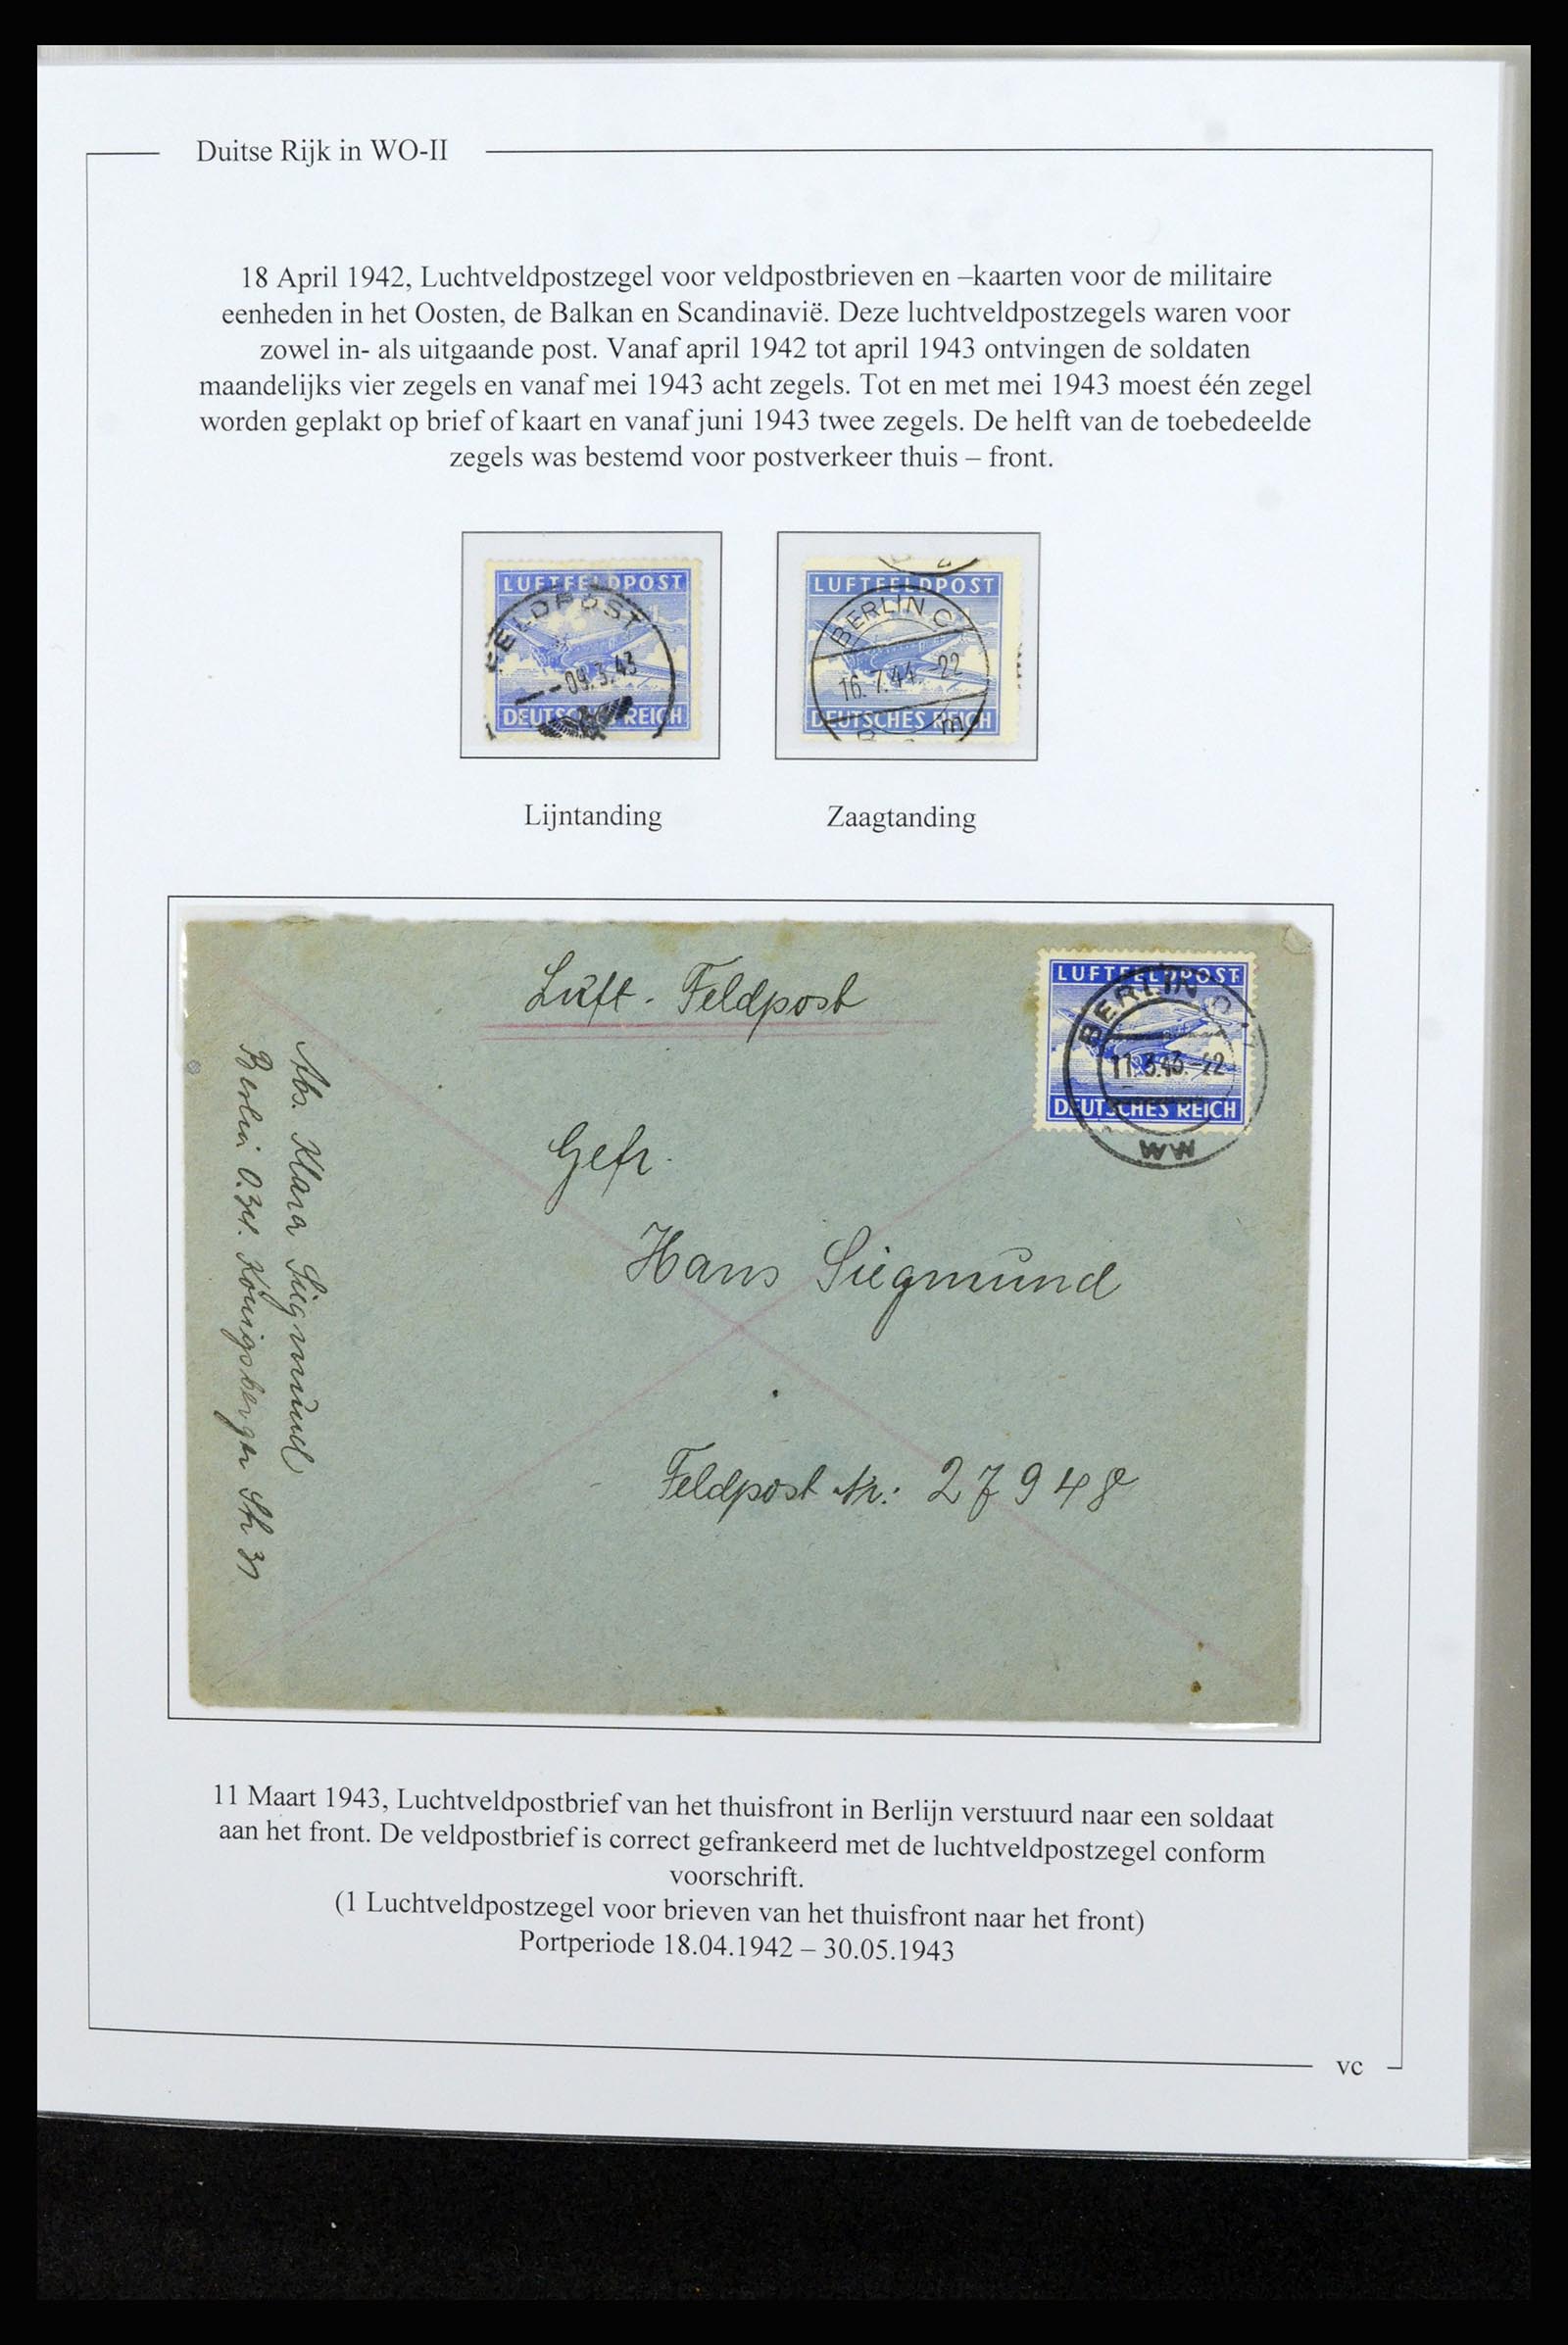 Duitse Rijk in WO-II
18 April 1942, Luchtveldpostzegel voor veldpostbrieven en –kaarten voor de militaire
eenheden in het Oosten, de Balkan en Scandinavië. Deze luchtveldpostzegels waren voor
zowel in- als uitgaande post. Vanaf april 1942 tot april 1943 ontvingen de soldaten
maandelijks vier zegels en vanaf mei 1943 acht zegels. Tot en met mei 1943 moest één zegel
worden geplakt op brief of kaart en vanaf juni 1943 twee zegels. De helft van de toebedeelde
zegels was bestemd voor postverkeer thuis – front.
LUFTFELDPOST
FELDPOST
09.3.43
DEUTSCHES REICH
LUFTFELDPOST
BERLIN C
16.7.44.-22
DEUTSCHES REICH
m
Lijntanding
Zaagtanding
Luft-Feldpost
LUFTFELDPOST
BERLIN
11.3.43.-22
DEUTSCHES REICH
ww
Gefr.
Hans Siegmund
Feldpost Nr.: 27948
Abs. Klara Siegmund
Berlin O.34. Königsberger Str 31
11 Maart 1943, Luchtveldpostbrief van het thuisfront in Berlijn verstuurd naar een soldaat
aan het front. De veldpostbrief is correct gefrankeerd met de luchtveldpostzegel conform
voorschrift.
(1 Luchtveldpostzegel voor brieven van het thuisfront naar het front)
Portperiode 18.04.1942 – 30.05.1943
vc